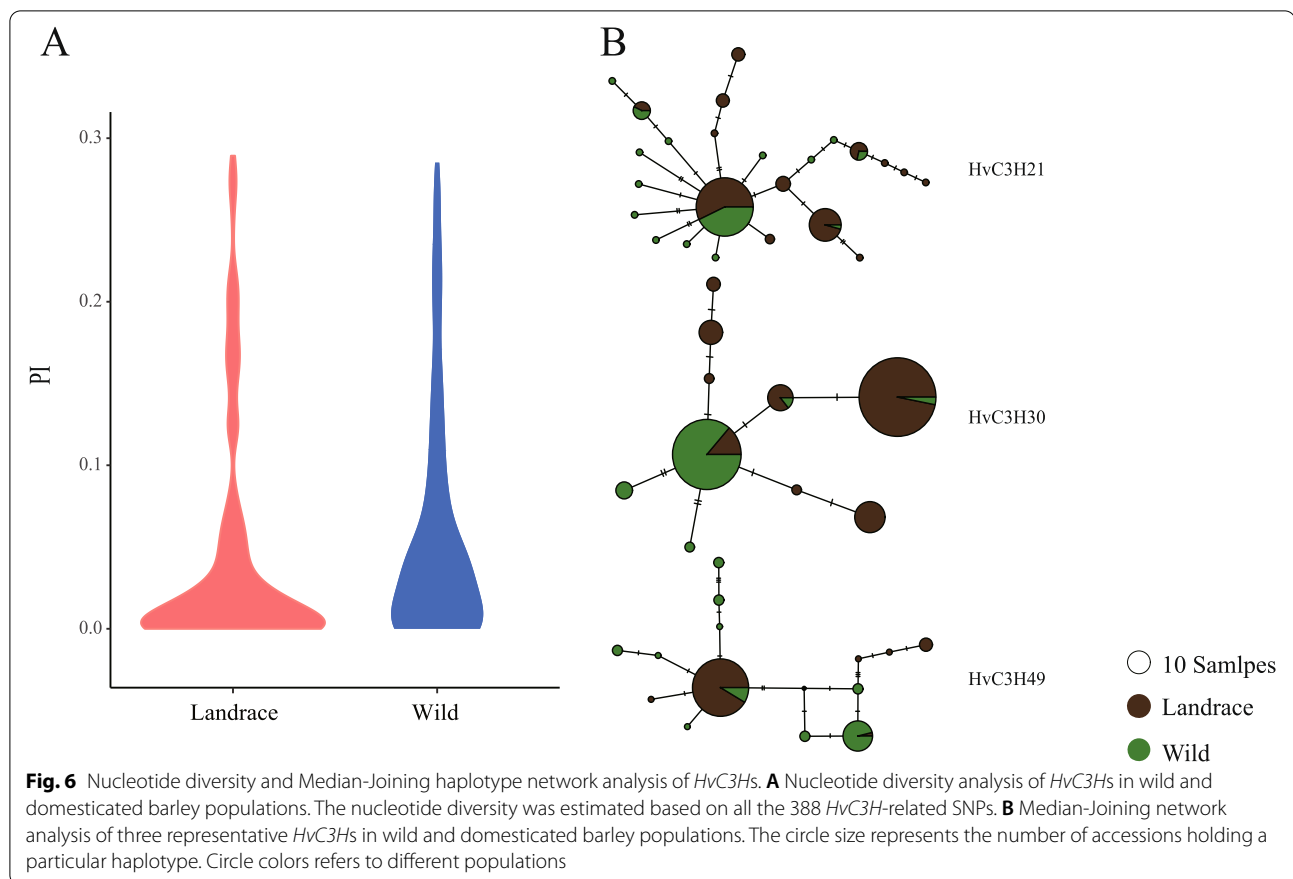 A
B
0.3
0.2
0.1
0.0
PI
Landrace
Wild
HvC3H21
HvC3H30
HvC3H49
10 Samlpes
Landrace
Wild
Fig. 6 Nucleotide diversity and Median-Joining haplotype network analysis of HvC3Hs. A Nucleotide diversity analysis of HvC3Hs in wild and
domesticated barley populations. The nucleotide diversity was estimated based on all the 388 HvC3H-related SNPs. B Median-Joining network
analysis of three representative HvC3Hs in wild and domesticated barley populations. The circle size represents the number of accessions holding a
particular haplotype. Circle colors refers to different populations